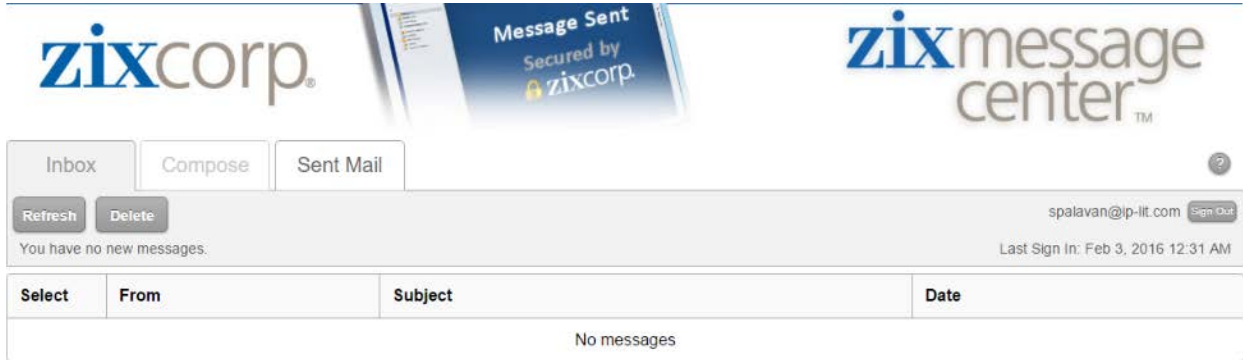 zixcorp®
Message Sent
Secured by
zixcorp.
zixmessage
center™
Inbox Compose Sent Mail ?
Refresh Delete spalavan@ip-lit.com Sign Out
You have no new messages. Last Sign In: Feb 3, 2016 12:31 AM
Select From Subject Date
No messages